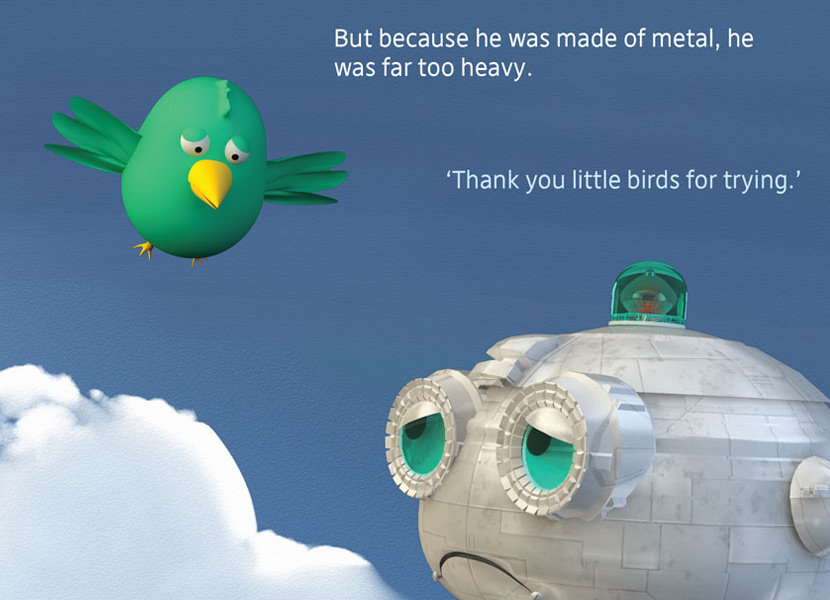 But because he was made of metal, he
was far too heavy.
‘Thank you little birds for trying.’